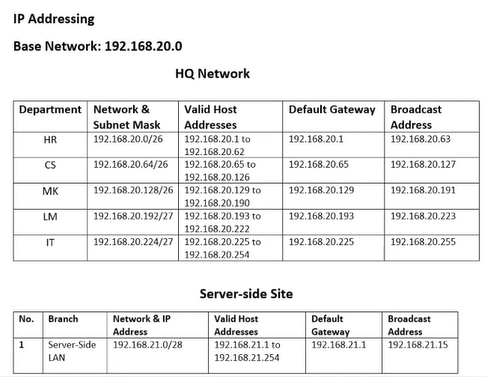 IP Addressing
Base Network: 192.168.20.0
HQ Network
Department Network & Subnet Mask Valid Host Addresses Default Gateway Broadcast Address
HR 192.168.20.0/26 192.168.20.1 to 192.168.20.62 192.168.20.1 192.168.20.63
CS 192.168.20.64/26 192.168.20.65 to 192.168.20.126 192.168.20.65 192.168.20.127
MK 192.168.20.128/26 192.168.20.129 to 192.168.20.190 192.168.20.129 192.168.20.191
LM 192.168.20.192/27 192.168.20.193 to 192.168.20.222 192.168.20.193 192.168.20.223
IT 192.168.20.224/27 192.168.20.225 to 192.168.20.254 192.168.20.225 192.168.20.255
Server-side Site
No. Branch Network & IP Address Valid Host Addresses Default Gateway Broadcast Address
1 Server-Side LAN 192.168.21.0/28 192.168.21.1 to 192.168.21.254 192.168.21.1 192.168.21.15